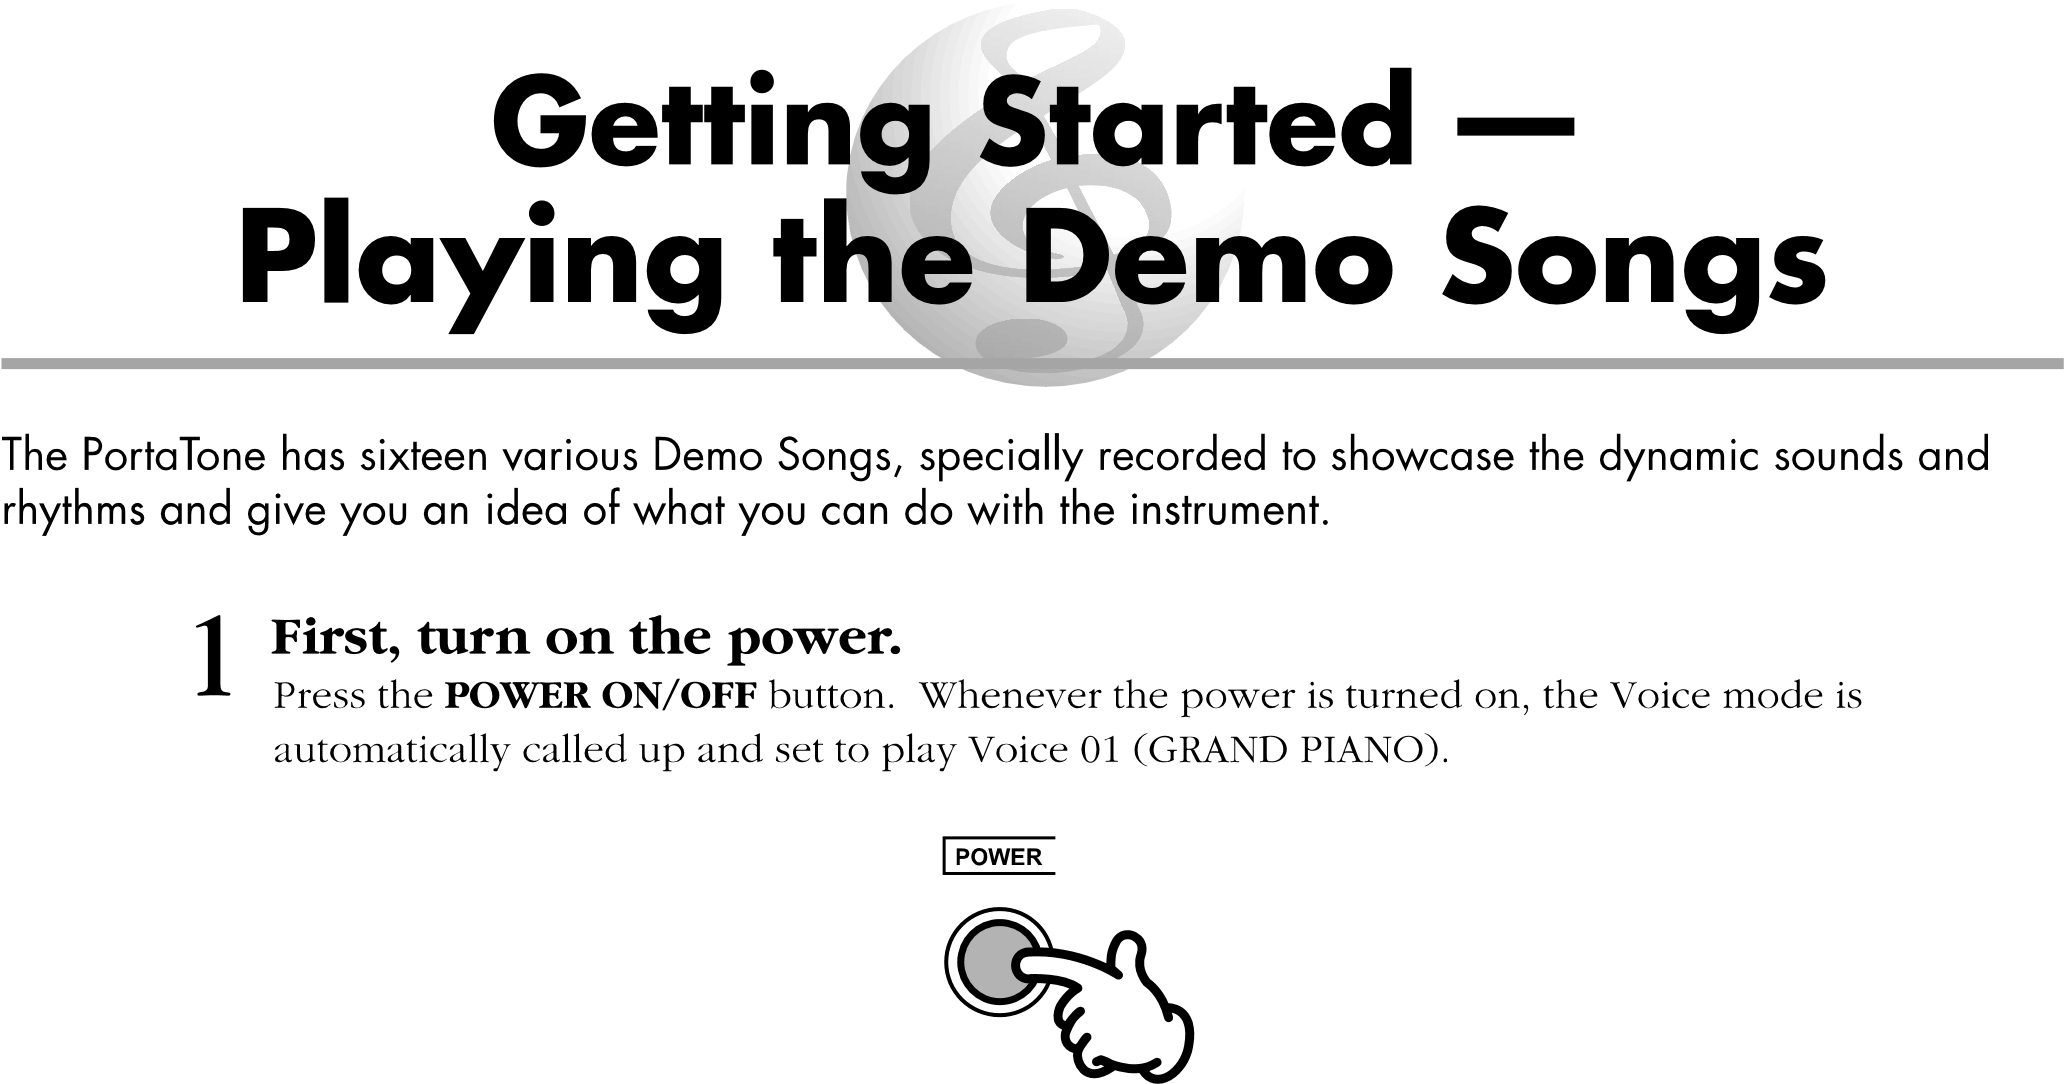 Getting Started —
Playing the Demo Songs
The PortaTone has sixteen various Demo Songs, specially recorded to showcase the dynamic sounds and
rhythms and give you an idea of what you can do with the instrument.
1 First, turn on the power.
Press the POWER ON/OFF button.  Whenever the power is turned on, the Voice mode is
automatically called up and set to play Voice 01 (GRAND PIANO).
POWER